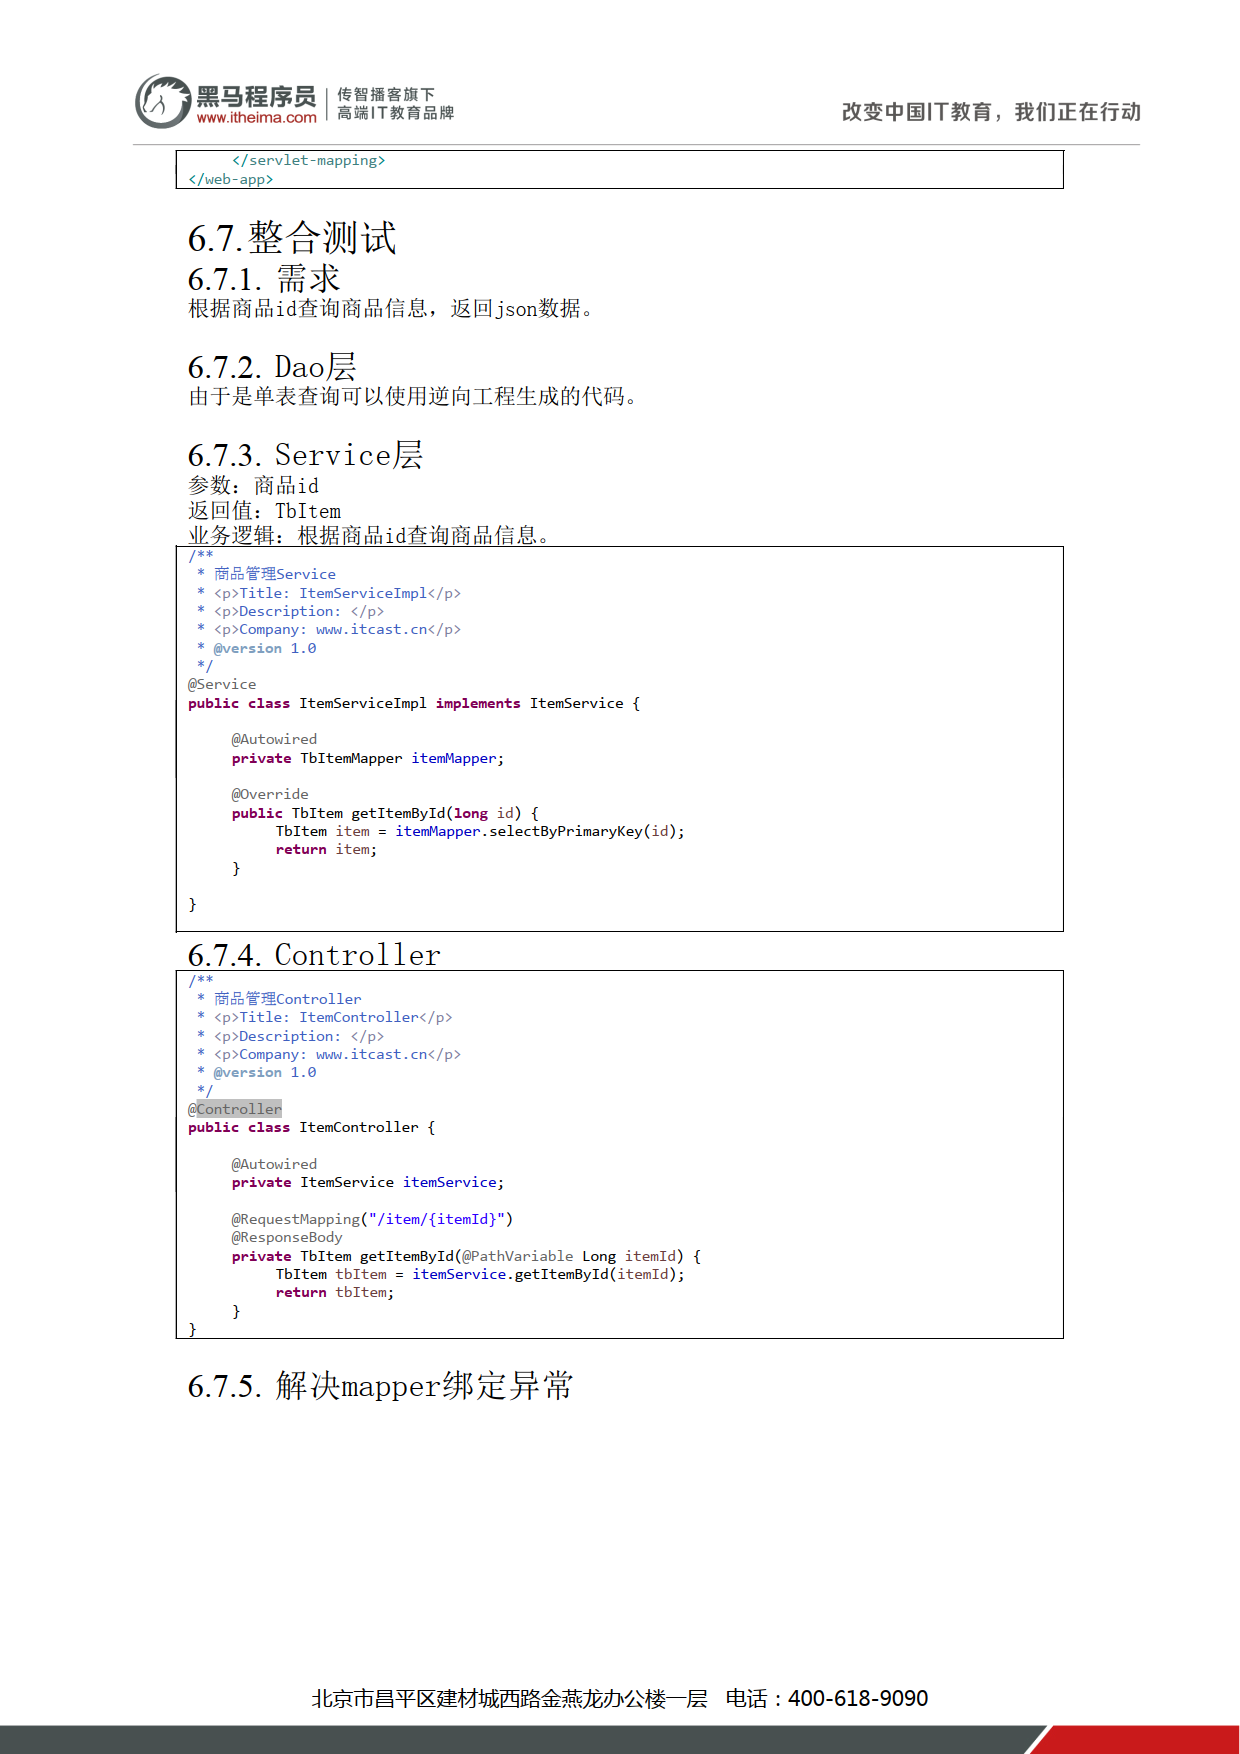 黑马程序员
www.itheima.com
传智播客旗下
高端IT教育品牌
改变中国IT教育，我们正在行动
</servlet-mapping>
</web-app>
6.7.整合测试
6.7.1. 需求
根据商品id查询商品信息，返回json数据。
6.7.2. Dao层
由于是单表查询可以使用逆向工程生成的代码。
6.7.3. Service层
参数：商品id
返回值：TbItem
业务逻辑：根据商品id查询商品信息。
/**
 * 商品管理Service
 * <p>Title: ItemServiceImpl</p>
 * <p>Description: </p>
 * <p>Company: www.itcast.cn</p>
 * @version 1.0
 */
@Service
public class ItemServiceImpl implements ItemService {
@Autowired
private TbItemMapper itemMapper;
@Override
public TbItem getItemById(long id) {
TbItem item = itemMapper.selectByPrimaryKey(id);
return item;
}
}
6.7.4. Controller
/**
 * 商品管理Controller
 * <p>Title: ItemController</p>
 * <p>Description: </p>
 * <p>Company: www.itcast.cn</p>
 * @version 1.0
 */
@Controller
public class ItemController {
@Autowired
private ItemService itemService;
@RequestMapping("/item/{itemId}")
@ResponseBody
private TbItem getItemById(@PathVariable Long itemId) {
TbItem tbItem = itemService.getItemById(itemId);
return tbItem;
}
}
6.7.5. 解决mapper绑定异常
北京市昌平区建材城西路金燕龙办公楼一层 电话：400-618-9090